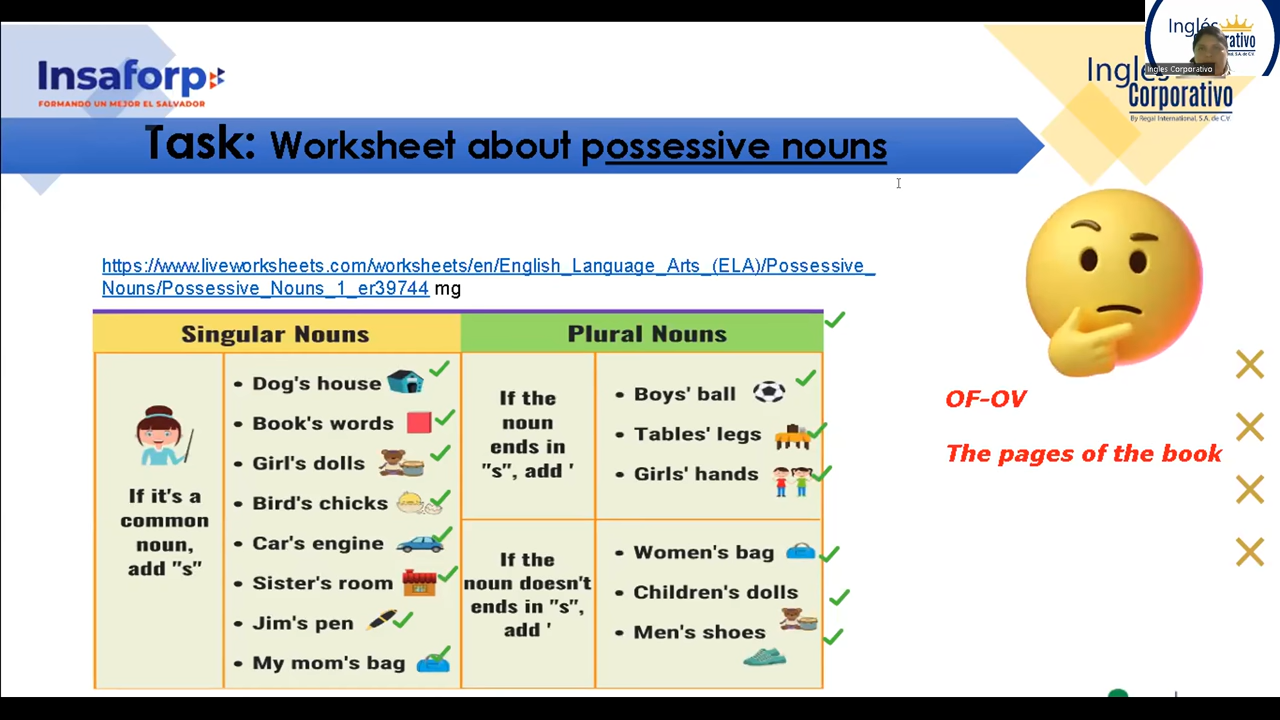 Inglés
Corporativo
Ingles Corporativo
Insaforp
FORMANDO UN MEJOR EL SALVADOR
Inglés
Corporativo
By Regal International, S.A. de C.V
Task: Worksheet about possessive nouns
https://www.liveworksheets.com/worksheets/en/English_Language_Arts_(ELA)/Possessive_
Nouns/Possessive_Nouns_1_er39744 mg
Singular Nouns
If it's a
common
noun,
add "s"
• Dog's house
• Book's words
• Girl's dolls
• Bird's chicks
• Car's engine
• Sister's room
• Jim's pen
• My mom's bag
Plural Nouns
If the
noun
ends in
"s", add '
• Boys' ball
• Tables' legs
• Girls' hands
If the
noun doesn't
ends in "s",
add '
• Women's bag
• Children's dolls
• Men's shoes
OF-OV
The pages of the book